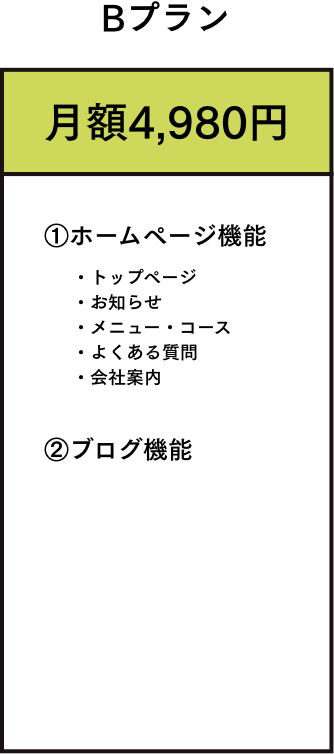 Bプラン
月額4,980円
①ホームページ機能
・トップページ
・お知らせ
・メニュー・コース
・よくある質問
・会社案内
②ブログ機能